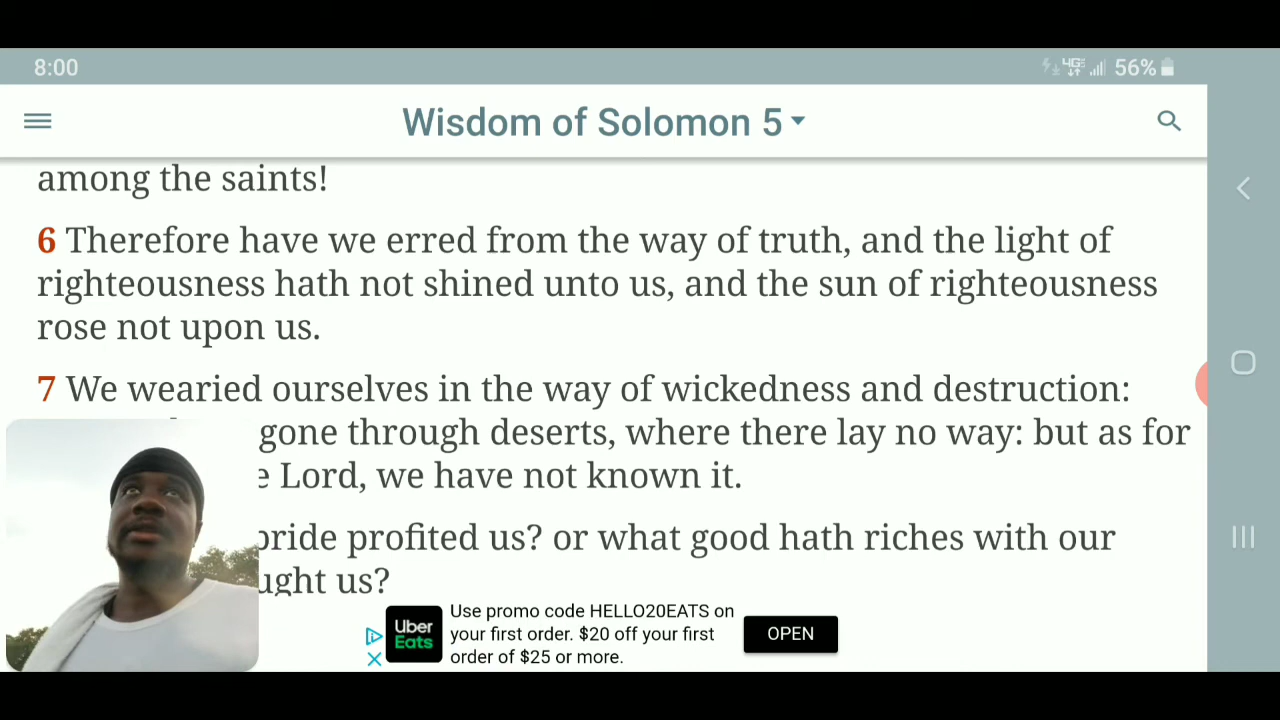 8:00
4G
56%
Wisdom of Solomon 5
among the saints!
6 Therefore have we erred from the way of truth, and the light of
righteousness hath not shined unto us, and the sun of righteousness
rose not upon us.
7 We wearied ourselves in the way of wickedness and destruction:
gone through deserts, where there lay no way: but as for
Lord, we have not known it.
pride profited us? or what good hath riches with our
us?
Uber
Eats
Use promo code HELLO20EATS on
your first order. $20 off your first
order of $25 or more.
OPEN